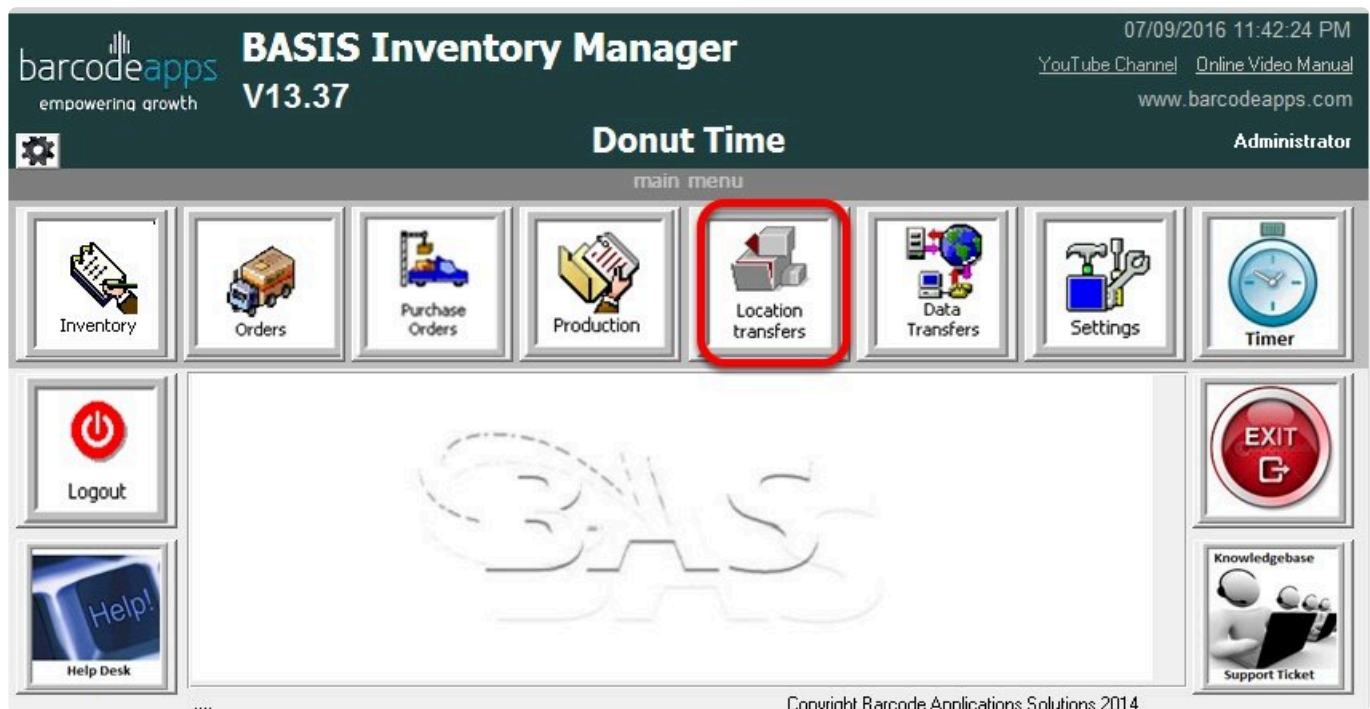 07/09/2016 11:42:24 PM
barcodeapps
empowering growth
BASIS Inventory Manager
V13.37
YouTube Channel Online Video Manual
www.barcodeapps.com
Donut Time
Administrator
main menu
Inventory
Orders
Purchase
Orders
Production
Location
transfers
Data
Transfers
Settings
Timer
Logout
BAS
EXIT
Help!
Help Desk
Knowledgebase
Support Ticket
Copyright Barcode Applications Solutions 2014